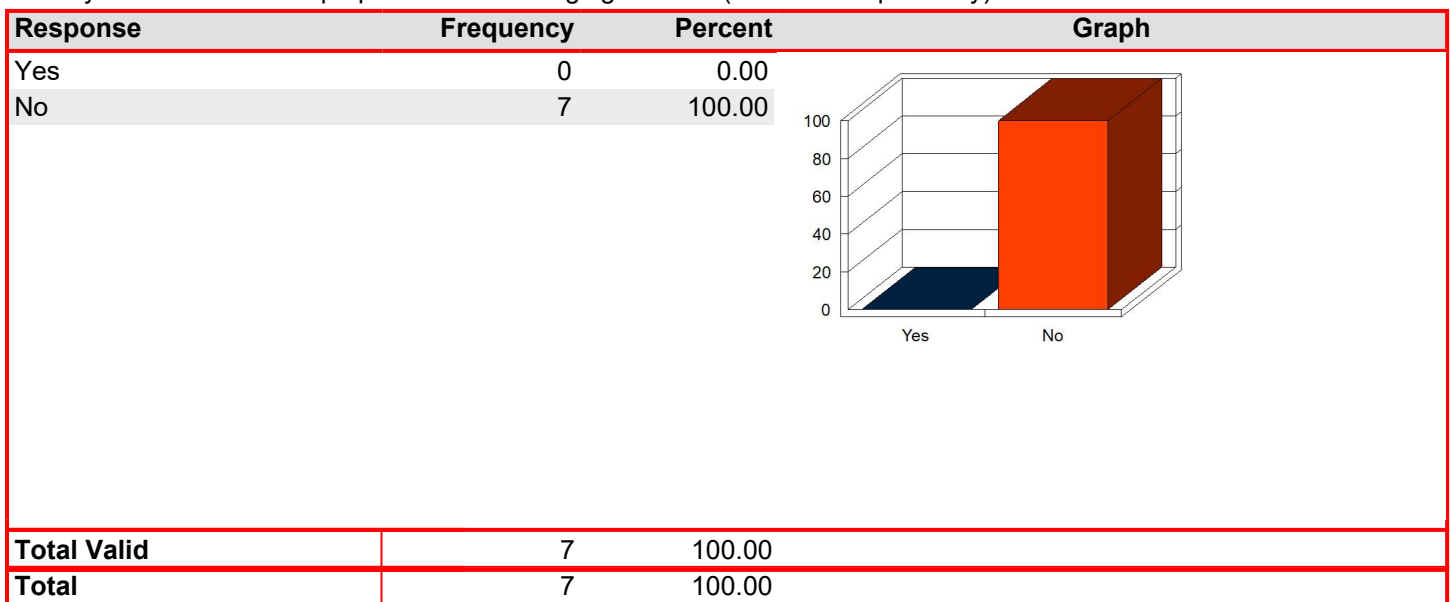 Response Frequency Percent Graph
Yes 0 0.00
No 7 100.00
100
80
60
40
20
0
Yes No
Total Valid 7 100.00
Total 7 100.00